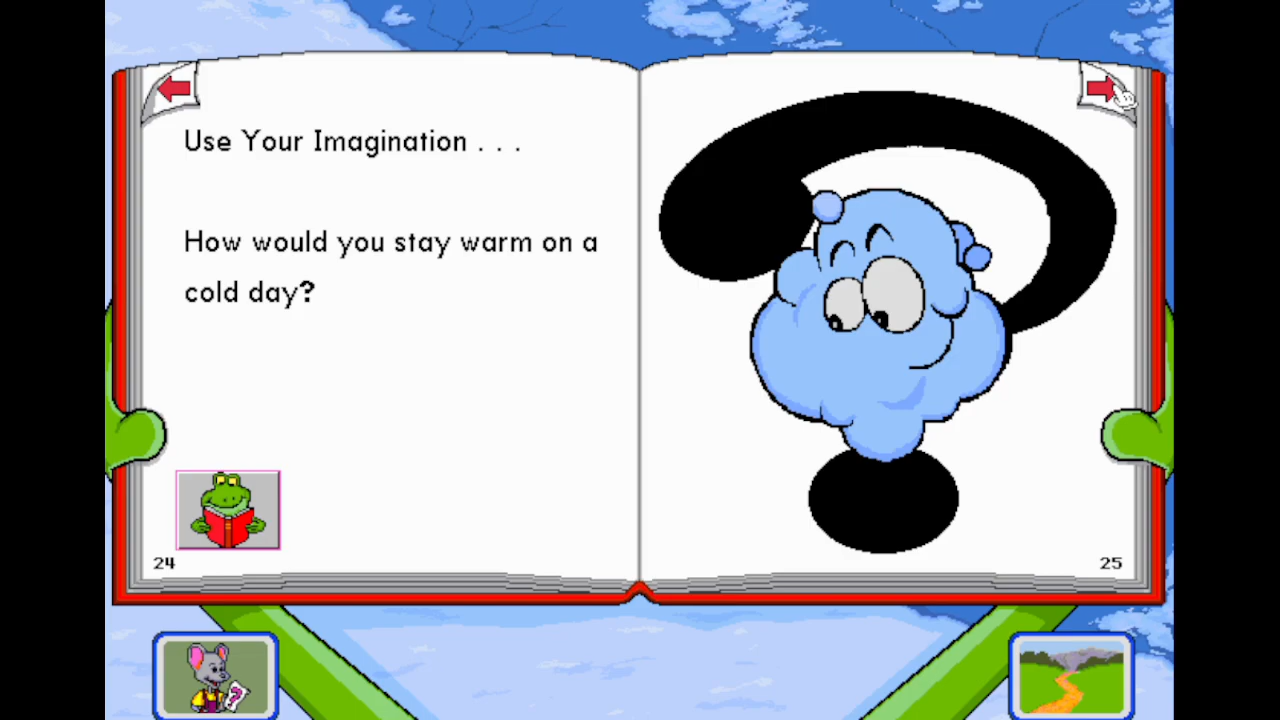 Use Your Imagination . . .
How would you stay warm on a
cold day?
24
25
?